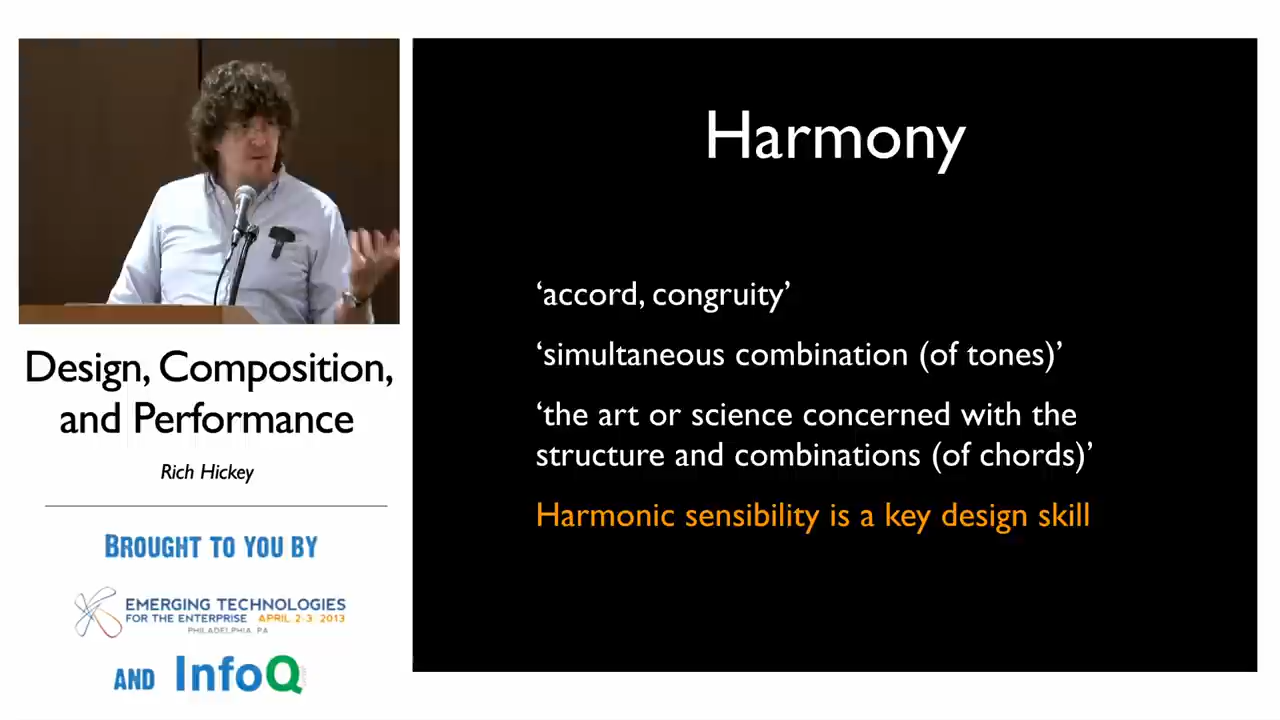 Harmony
‘accord, congruity’
‘simultaneous combination (of tones)’
‘the art or science concerned with the
structure and combinations (of chords)’
Harmonic sensibility is a key design skill
Design, Composition,
and Performance
Rich Hickey
BROUGHT TO YOU BY
EMERGING TECHNOLOGIES
FOR THE ENTERPRISE APRIL 2-3 2013
PHILADELPHIA, PA
AND InfoQ